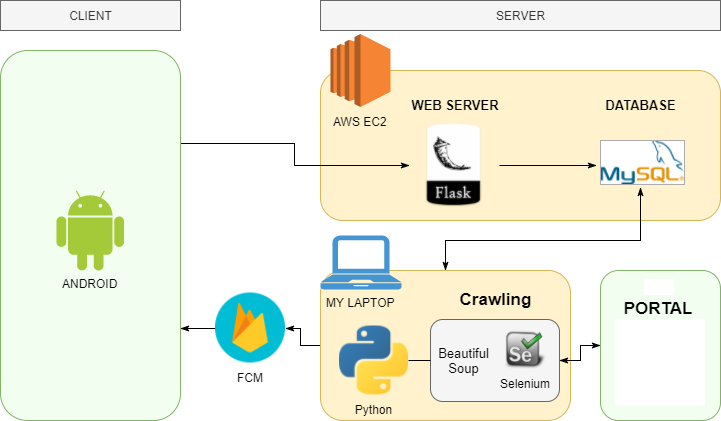 CLIENT
SERVER
AWS EC2
WEB SERVER
DATABASE
Flask
MySQL
ANDROID
MY LAPTOP
Crawling
PORTAL
Beautiful
Soup
Se
Selenium
FCM
Python